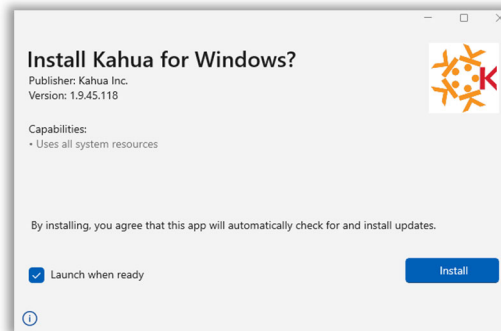 Install Kahua for Windows?
Publisher: Kahua Inc.
Version: 1.9.45.118
K
Capabilities:
• Uses all system resources
By installing, you agree that this app will automatically check for and install updates.
Launch when ready
Install